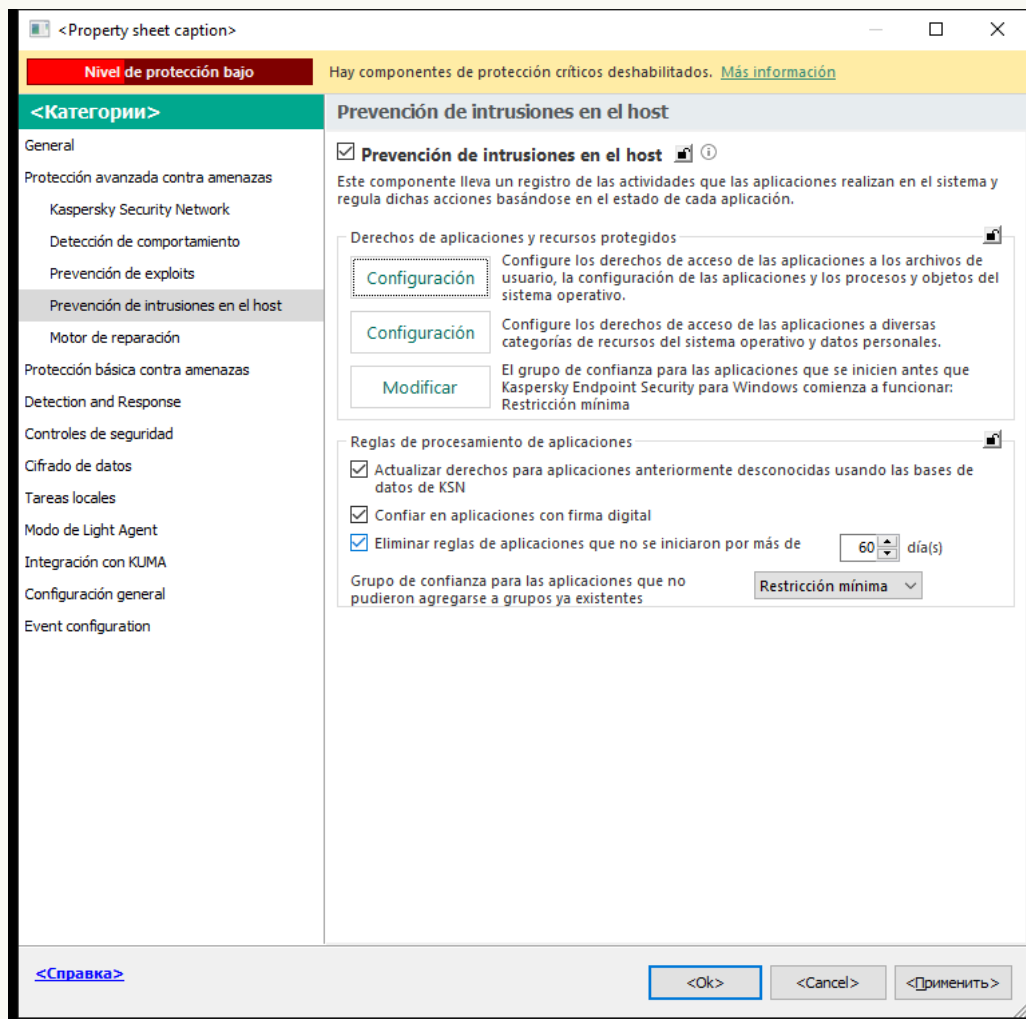 <Property sheet caption>
Nivel de protección bajo
Hay componentes de protección críticos deshabilitados. Más información
<Категории>
General
Protección avanzada contra amenazas
Kaspersky Security Network
Detección de comportamiento
Prevención de exploits
Prevención de intrusiones en el host
Motor de reparación
Protección básica contra amenazas
Detection and Response
Controles de seguridad
Cifrado de datos
Tareas locales
Modo de Light Agent
Integración con KUMA
Configuración general
Event configuration
Prevención de intrusiones en el host
Prevención de intrusiones en el host
Este componente lleva un registro de las actividades que las aplicaciones realizan en el sistema y
regula dichas acciones basándose en el estado de cada aplicación.
Derechos de aplicaciones y recursos protegidos
Configuración
Configure los derechos de acceso de las aplicaciones a los archivos de
usuario, la configuración de las aplicaciones y los procesos y objetos del
sistema operativo.
Configuración
Configure los derechos de acceso de las aplicaciones a diversas
categorías de recursos del sistema operativo y datos personales.
Modificar
El grupo de confianza para las aplicaciones que se inicien antes que
Kaspersky Endpoint Security para Windows comienza a funcionar:
Restricción mínima
Reglas de procesamiento de aplicaciones
Actualizar derechos para aplicaciones anteriormente desconocidas usando las bases de
datos de KSN
Confiar en aplicaciones con firma digital
Eliminar reglas de aplicaciones que no se iniciaron por más de 60 día(s)
Grupo de confianza para las aplicaciones que no
pudieron agregarse a grupos ya existentes
Restricción mínima
<Справка>
<Ok>
<Cancel>
<Применить>